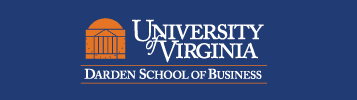 UNIVERSITY
of VIRGINIA
DARDEN SCHOOL OF BUSINESS